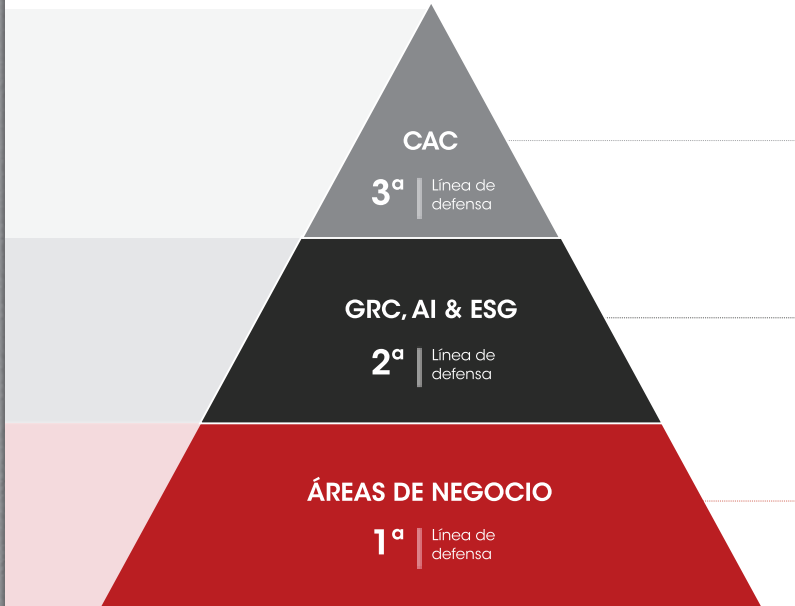 CAC
3ª
Línea de
defensa
GRC, AI & ESG
2ª
Línea de
defensa
ÁREAS DE NEGOCIO
1ª
Línea de
defensa